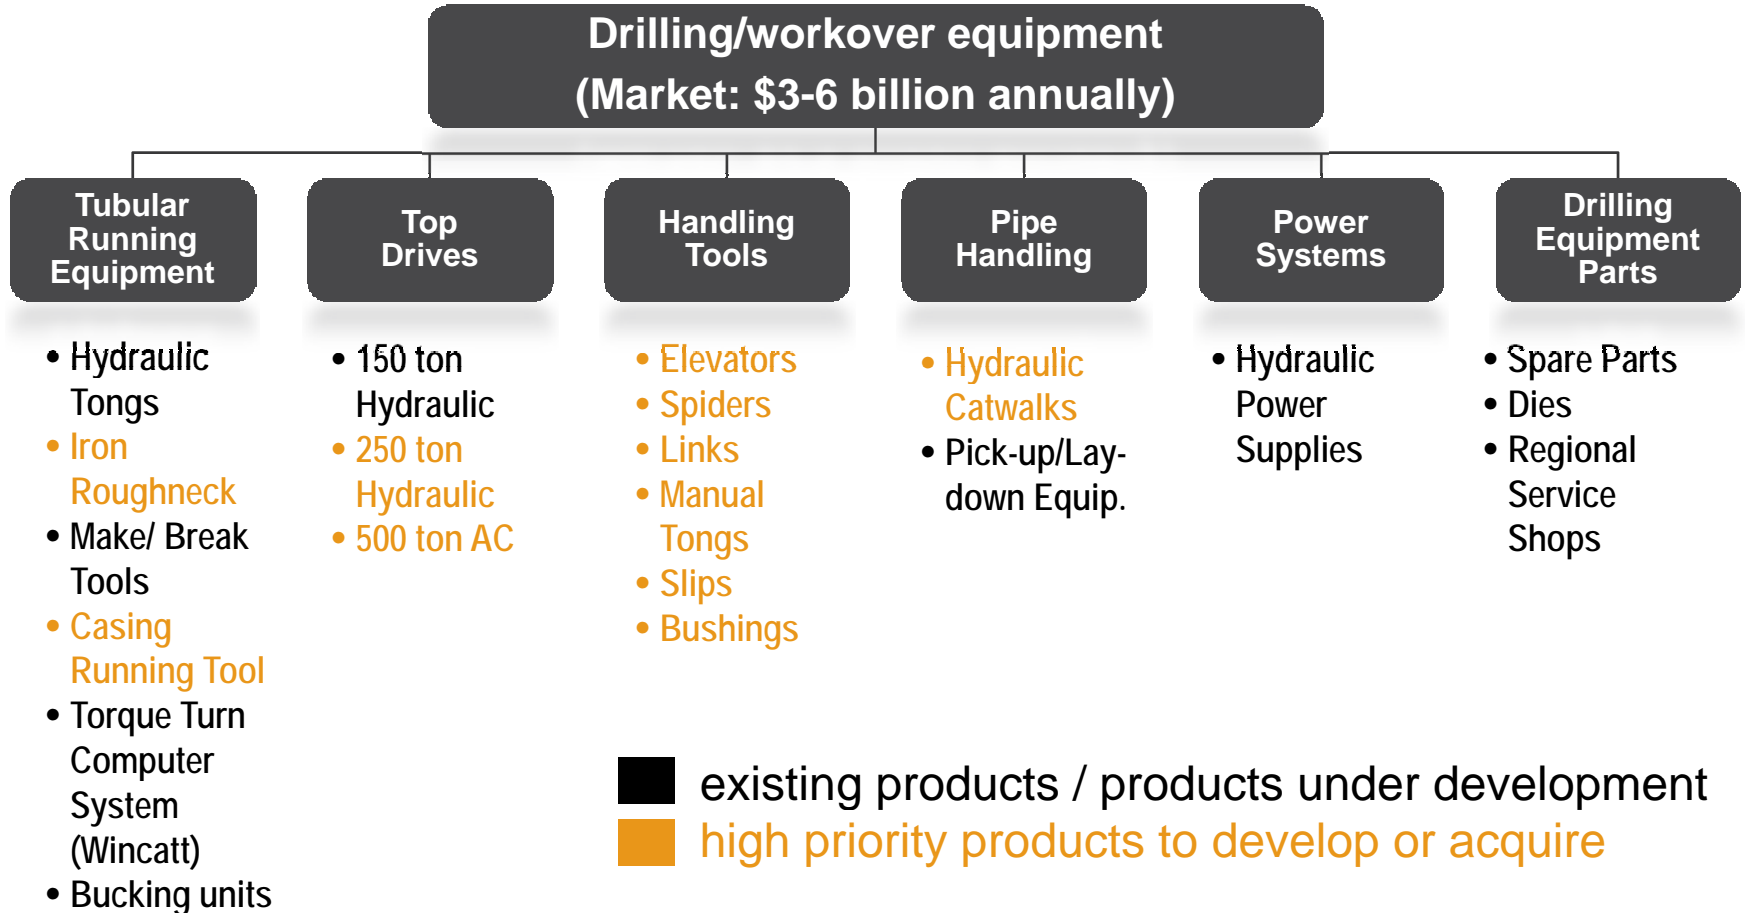 Drilling/workover equipment
(Market: $3-6 billion annually)
Tubular
Running
Equipment
Top
Drives
Handling
Tools
Pipe
Handling
Power
Systems
Drilling
Equipment
Parts
• Hydraulic
Tongs
• Iron
Roughneck
• Make/ Break
Tools
• Casing
Running Tool
• Torque Turn
Computer
System
(Wincatt)
• Bucking units
• 150 ton
Hydraulic
• 250 ton
Hydraulic
• 500 ton AC
• Elevators
• Spiders
• Links
• Manual
Tongs
• Slips
• Bushings
• Hydraulic
Catwalks
• Pick-up/Lay-
down Equip.
• Hydraulic
Power
Supplies
• Spare Parts
• Dies
• Regional
Service
Shops
existing products / products under development
high priority products to develop or acquire